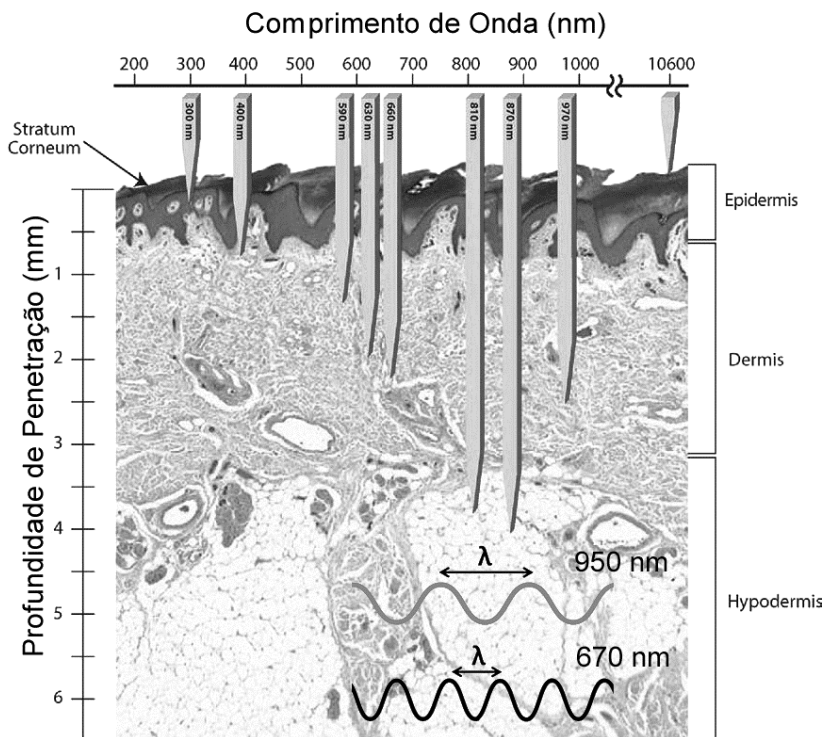 Comprimento de Onda (nm)
200 300 400 500 600 700 800 900 1000 10600
300 nm
400 nm
590 nm
630 nm
660 nm
810 nm
870 nm
970 nm
Stratum
Corneum
Epidermis
Profundidade de Penetração (mm)
1
2
3
4
5
6
Dermis
λ
950 nm
Hypodermis
λ
670 nm